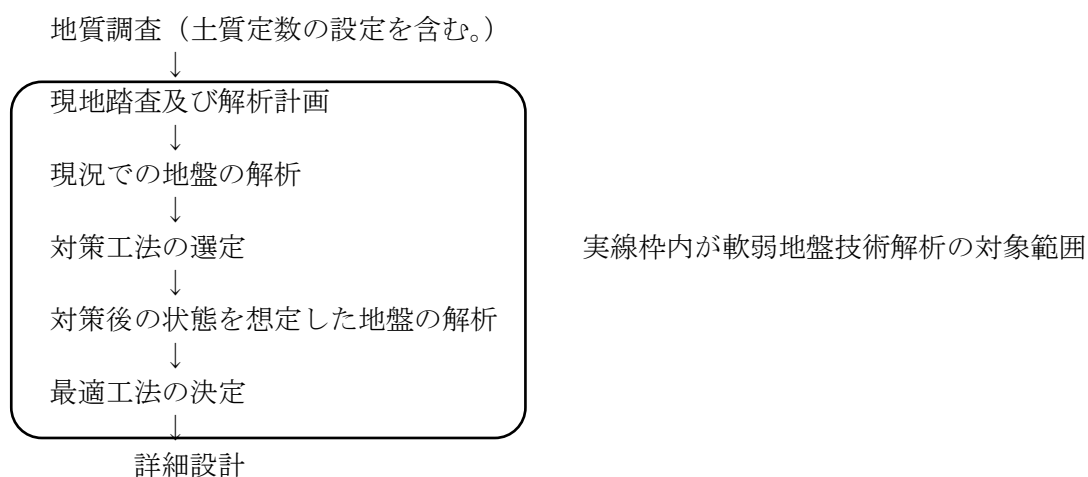 地質調査（土質定数の設定を含む。）
↓
現地踏査及び解析計画
↓
現況での地盤の解析
↓
対策工法の選定
実線枠内が軟弱地盤技術解析の対象範囲
↓
対策後の状態を想定した地盤の解析
↓
最適工法の決定
↓
詳細設計